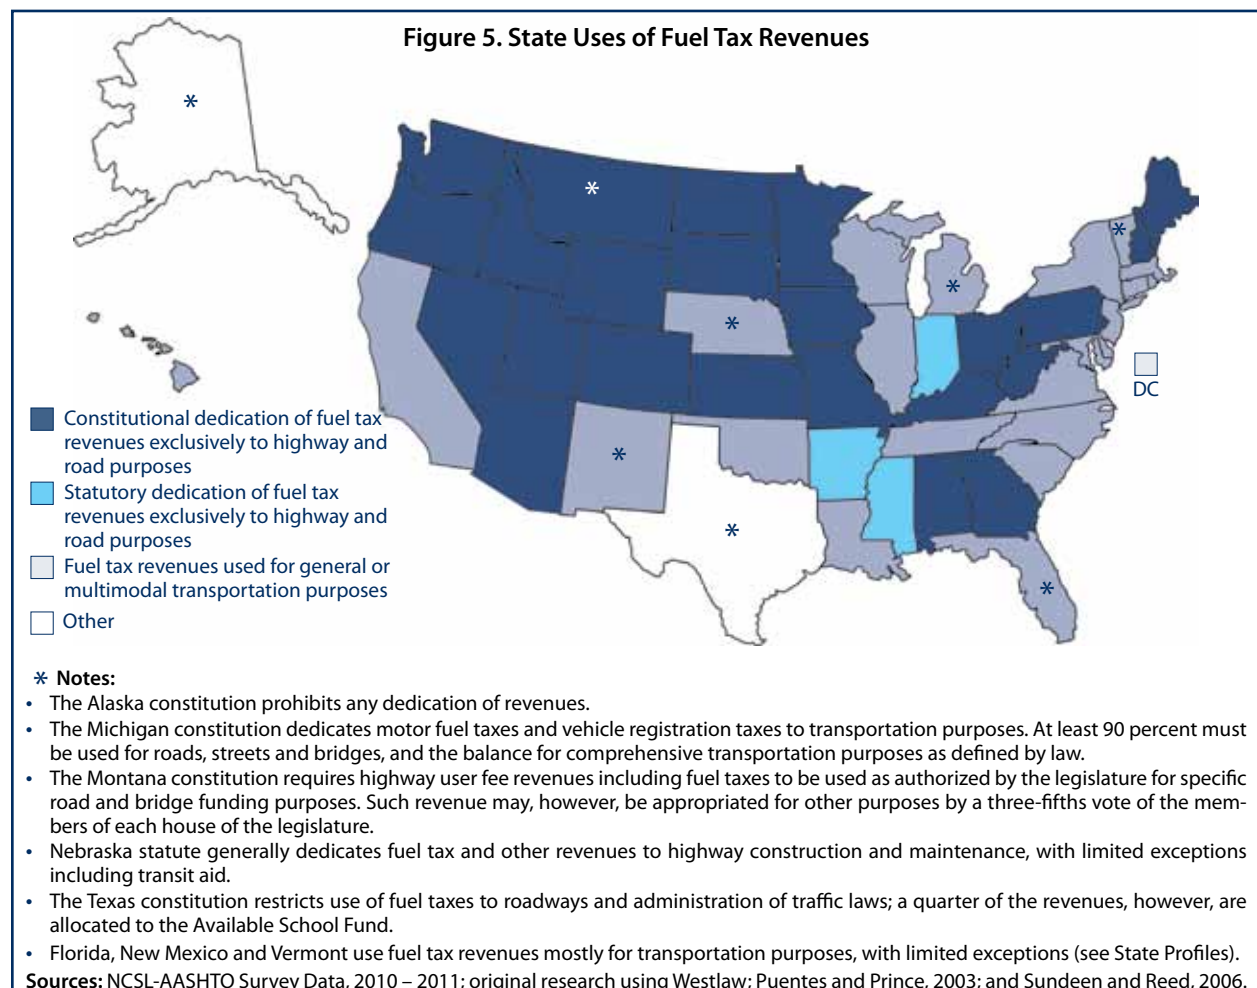 Figure 5. State Uses of Fuel Tax Revenues
*
*
*
*
*
*
*
*
DC
Constitutional dedication of fuel tax
revenues exclusively to highway and
road purposes
Statutory dedication of fuel tax
revenues exclusively to highway and
road purposes
Fuel tax revenues used for general or
multimodal transportation purposes
Other
* Notes:
• The Alaska constitution prohibits any dedication of revenues.
• The Michigan constitution dedicates motor fuel taxes and vehicle registration taxes to transportation purposes. At least 90 percent must
be used for roads, streets and bridges, and the balance for comprehensive transportation purposes as defined by law.
• The Montana constitution requires highway user fee revenues including fuel taxes to be used as authorized by the legislature for specific
road and bridge funding purposes. Such revenue may, however, be appropriated for other purposes by a three-fifths vote of the mem-
bers of each house of the legislature.
• Nebraska statute generally dedicates fuel tax and other revenues to highway construction and maintenance, with limited exceptions
including transit aid.
• The Texas constitution restricts use of fuel taxes to roadways and administration of traffic laws; a quarter of the revenues, however, are
allocated to the Available School Fund.
• Florida, New Mexico and Vermont use fuel tax revenues mostly for transportation purposes, with limited exceptions (see State Profiles).
Sources: NCSL-AASHTO Survey Data, 2010 – 2011; original research using Westlaw; Puentes and Prince, 2003; and Sundeen and Reed, 2006.